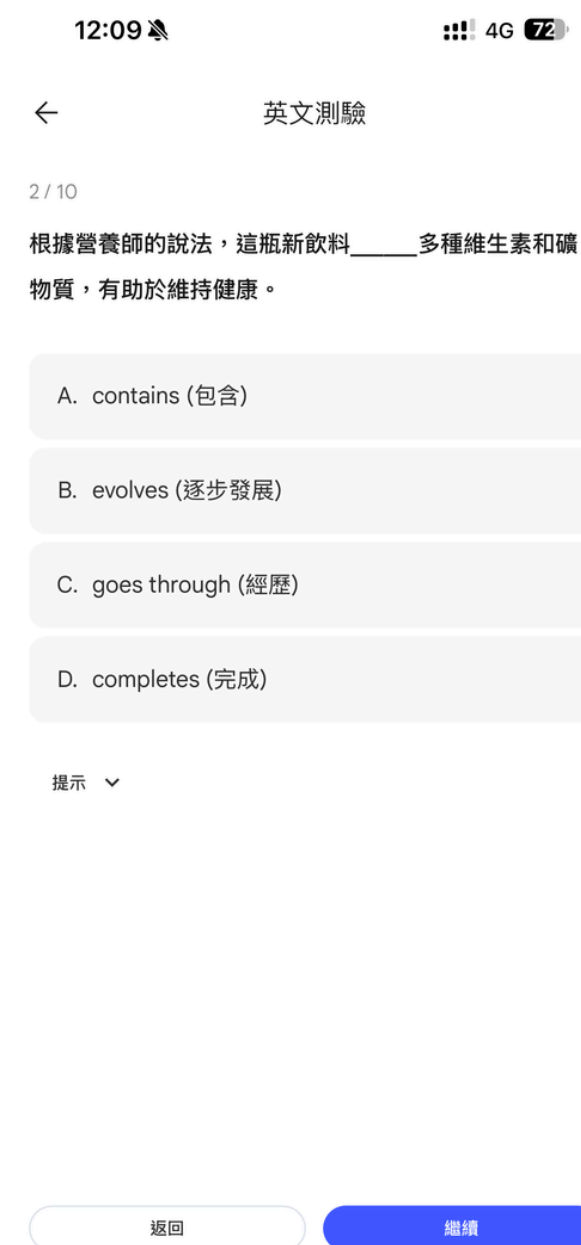 12:09
4G 72
英文測驗
2 / 10
根據營養師的說法，這瓶新飲料______多種維生素和礦
物質，有助於維持健康。
A. contains (包含)
B. evolves (逐步發展)
C. goes through (經歷)
D. completes (完成)
提示
返回 繼續